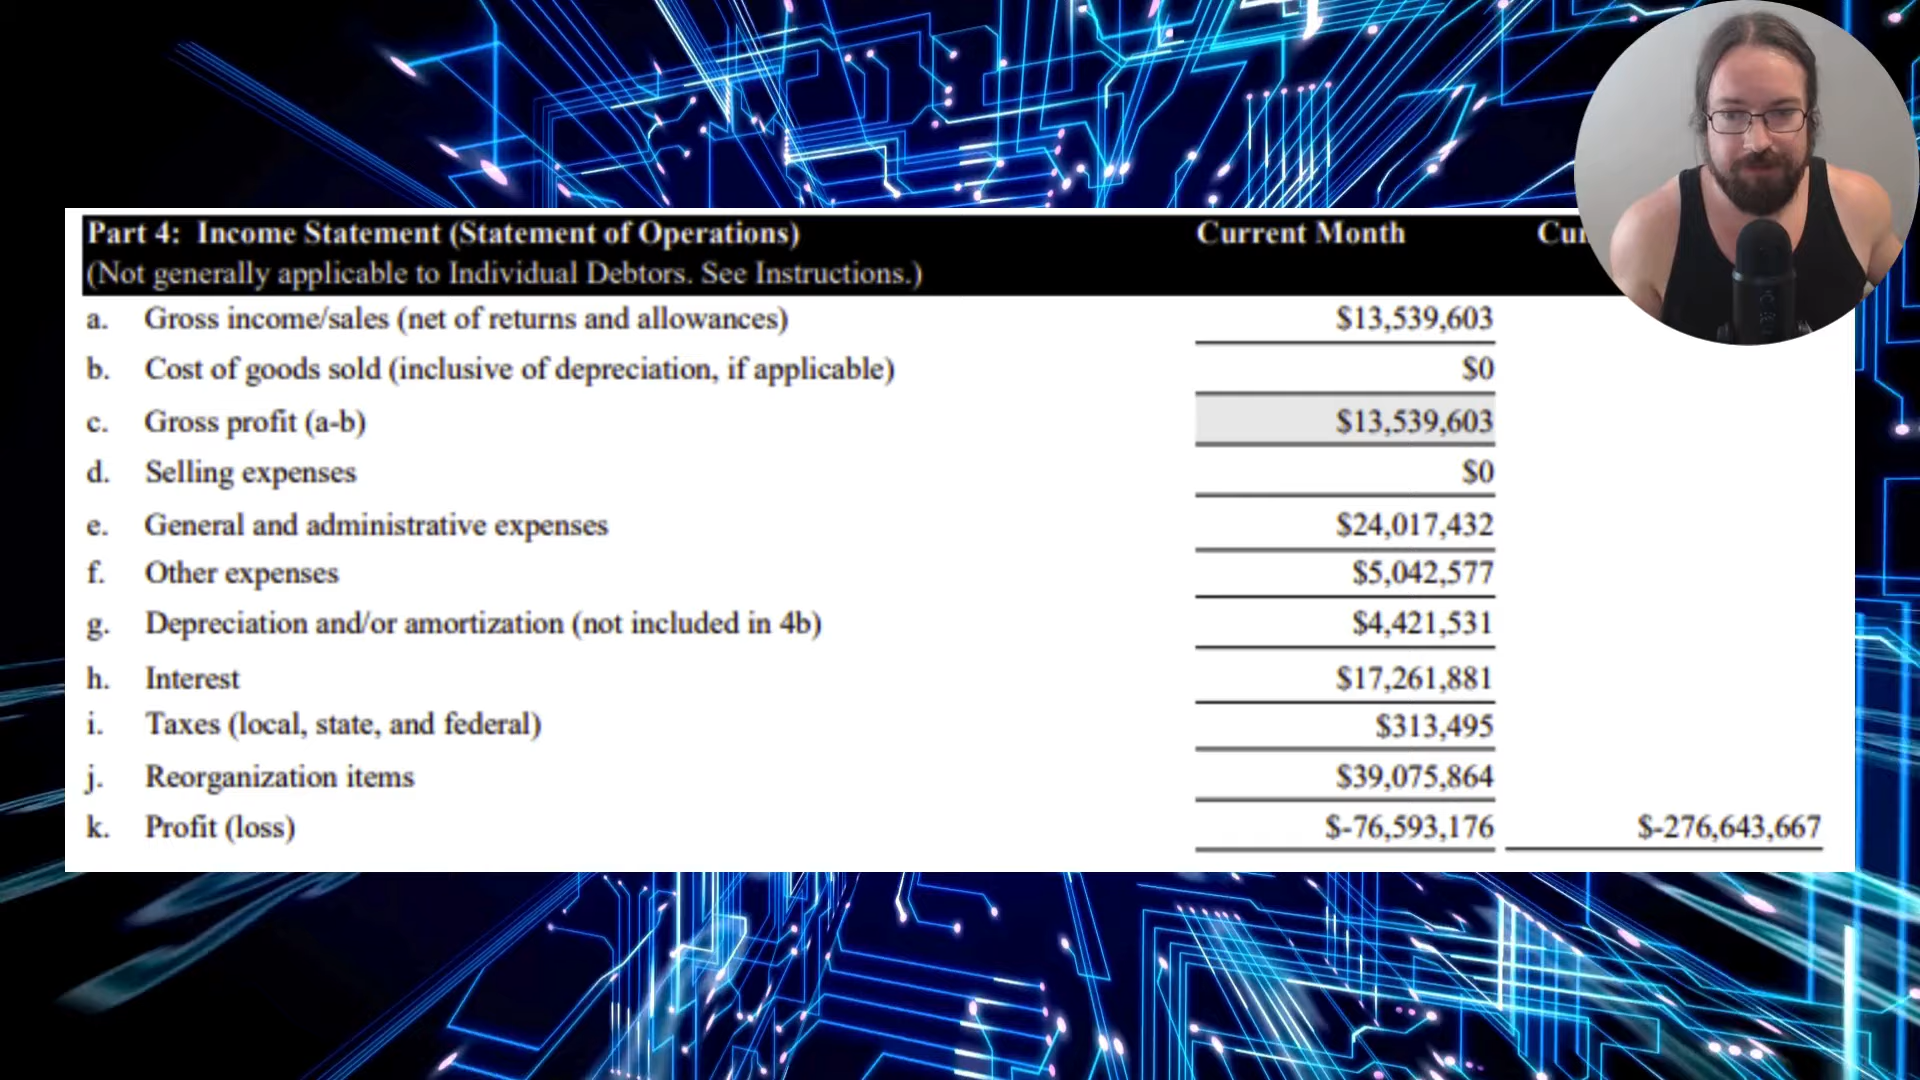 Part 4: Income Statement (Statement of Operations) Current Month
(Not generally applicable to Individual Debtors. See Instructions.)
a. Gross income/sales (net of returns and allowances) $13,539,603
b. Cost of goods sold (inclusive of depreciation, if applicable) $0
c. Gross profit (a-b) $13,539,603
d. Selling expenses $0
e. General and administrative expenses $24,017,432
f. Other expenses $5,042,577
g. Depreciation and/or amortization (not included in 4b) $4,421,531
h. Interest $17,261,881
i. Taxes (local, state, and federal) $313,495
j. Reorganization items $39,075,864
k. Profit (loss) $-76,593,176 $-276,643,667